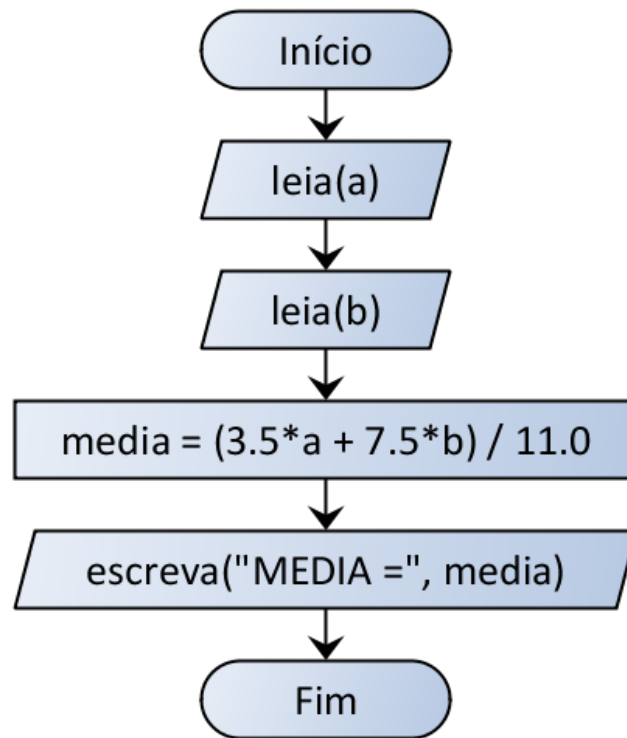 Início
leia(a)
leia(b)
media = (3.5*a + 7.5*b) / 11.0
escreva("MEDIA =", media)
Fim